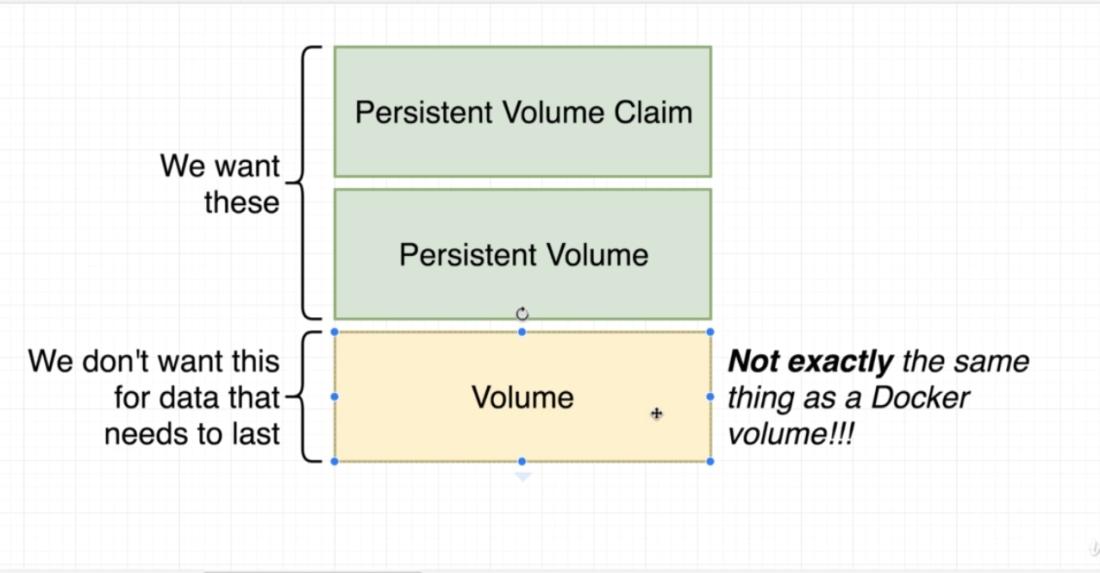 Persistent Volume Claim
We want
these
Persistent Volume
We don't want this
for data that
needs to last
Volume
Not exactly the same
thing as a Docker
volume!!!